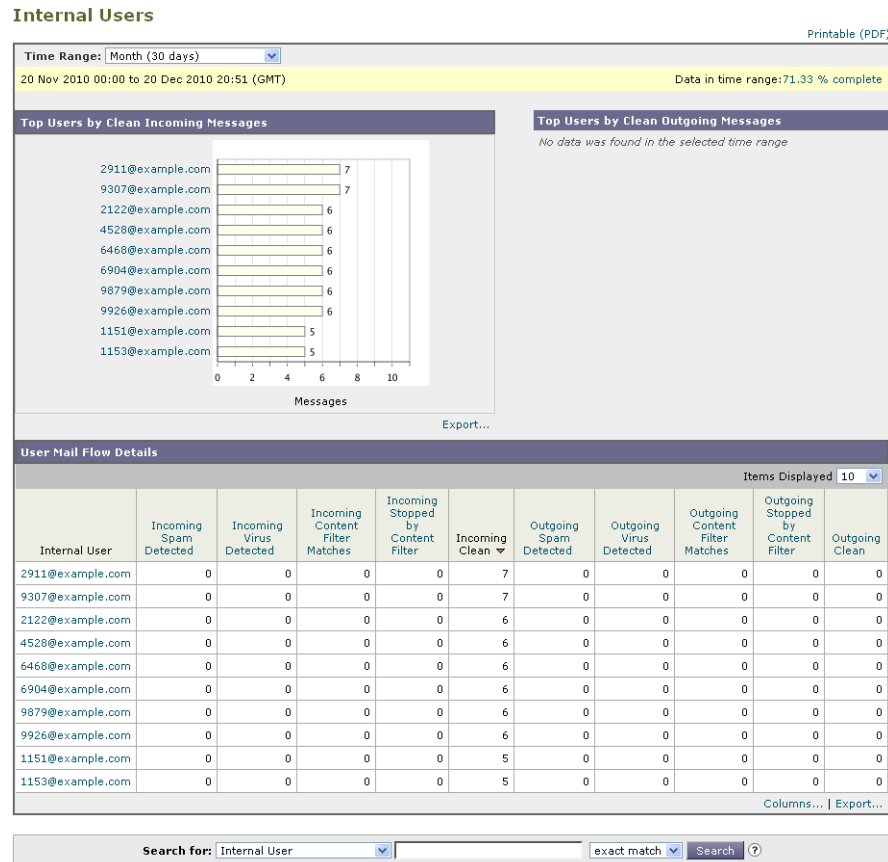 Internal Users
Printable (PDF)
Time Range: Month (30 days)
20 Nov 2010 00:00 to 20 Dec 2010 20:51 (GMT)
Data in time range:71.33 % complete
Top Users by Clean Incoming Messages
2911@example.com 7
9307@example.com 7
2122@example.com 6
4528@example.com 6
6468@example.com 6
6904@example.com 6
9879@example.com 6
9926@example.com 6
1151@example.com 5
1153@example.com 5
0 2 4 6 8 10
Messages
Export...
Top Users by Clean Outgoing Messages
No data was found in the selected time range
User Mail Flow Details
Items Displayed 10
Internal User
Incoming
Spam
Detected
Incoming
Virus
Detected
Incoming
Content
Filter
Matches
Incoming
Stopped
by
Content
Filter
Incoming
Clean
Outgoing
Spam
Detected
Outgoing
Virus
Detected
Outgoing
Content
Filter
Matches
Outgoing
Stopped
by
Content
Filter
Outgoing
Clean
2911@example.com 0 0 0 0 7 0 0 0 0 0
9307@example.com 0 0 0 0 7 0 0 0 0 0
2122@example.com 0 0 0 0 6 0 0 0 0 0
4528@example.com 0 0 0 0 6 0 0 0 0 0
6468@example.com 0 0 0 0 6 0 0 0 0 0
6904@example.com 0 0 0 0 6 0 0 0 0 0
9879@example.com 0 0 0 0 6 0 0 0 0 0
9926@example.com 0 0 0 0 6 0 0 0 0 0
1151@example.com 0 0 0 0 5 0 0 0 0 0
1153@example.com 0 0 0 0 5 0 0 0 0 0
Columns... | Export...
Search for: Internal User exact match Search ?